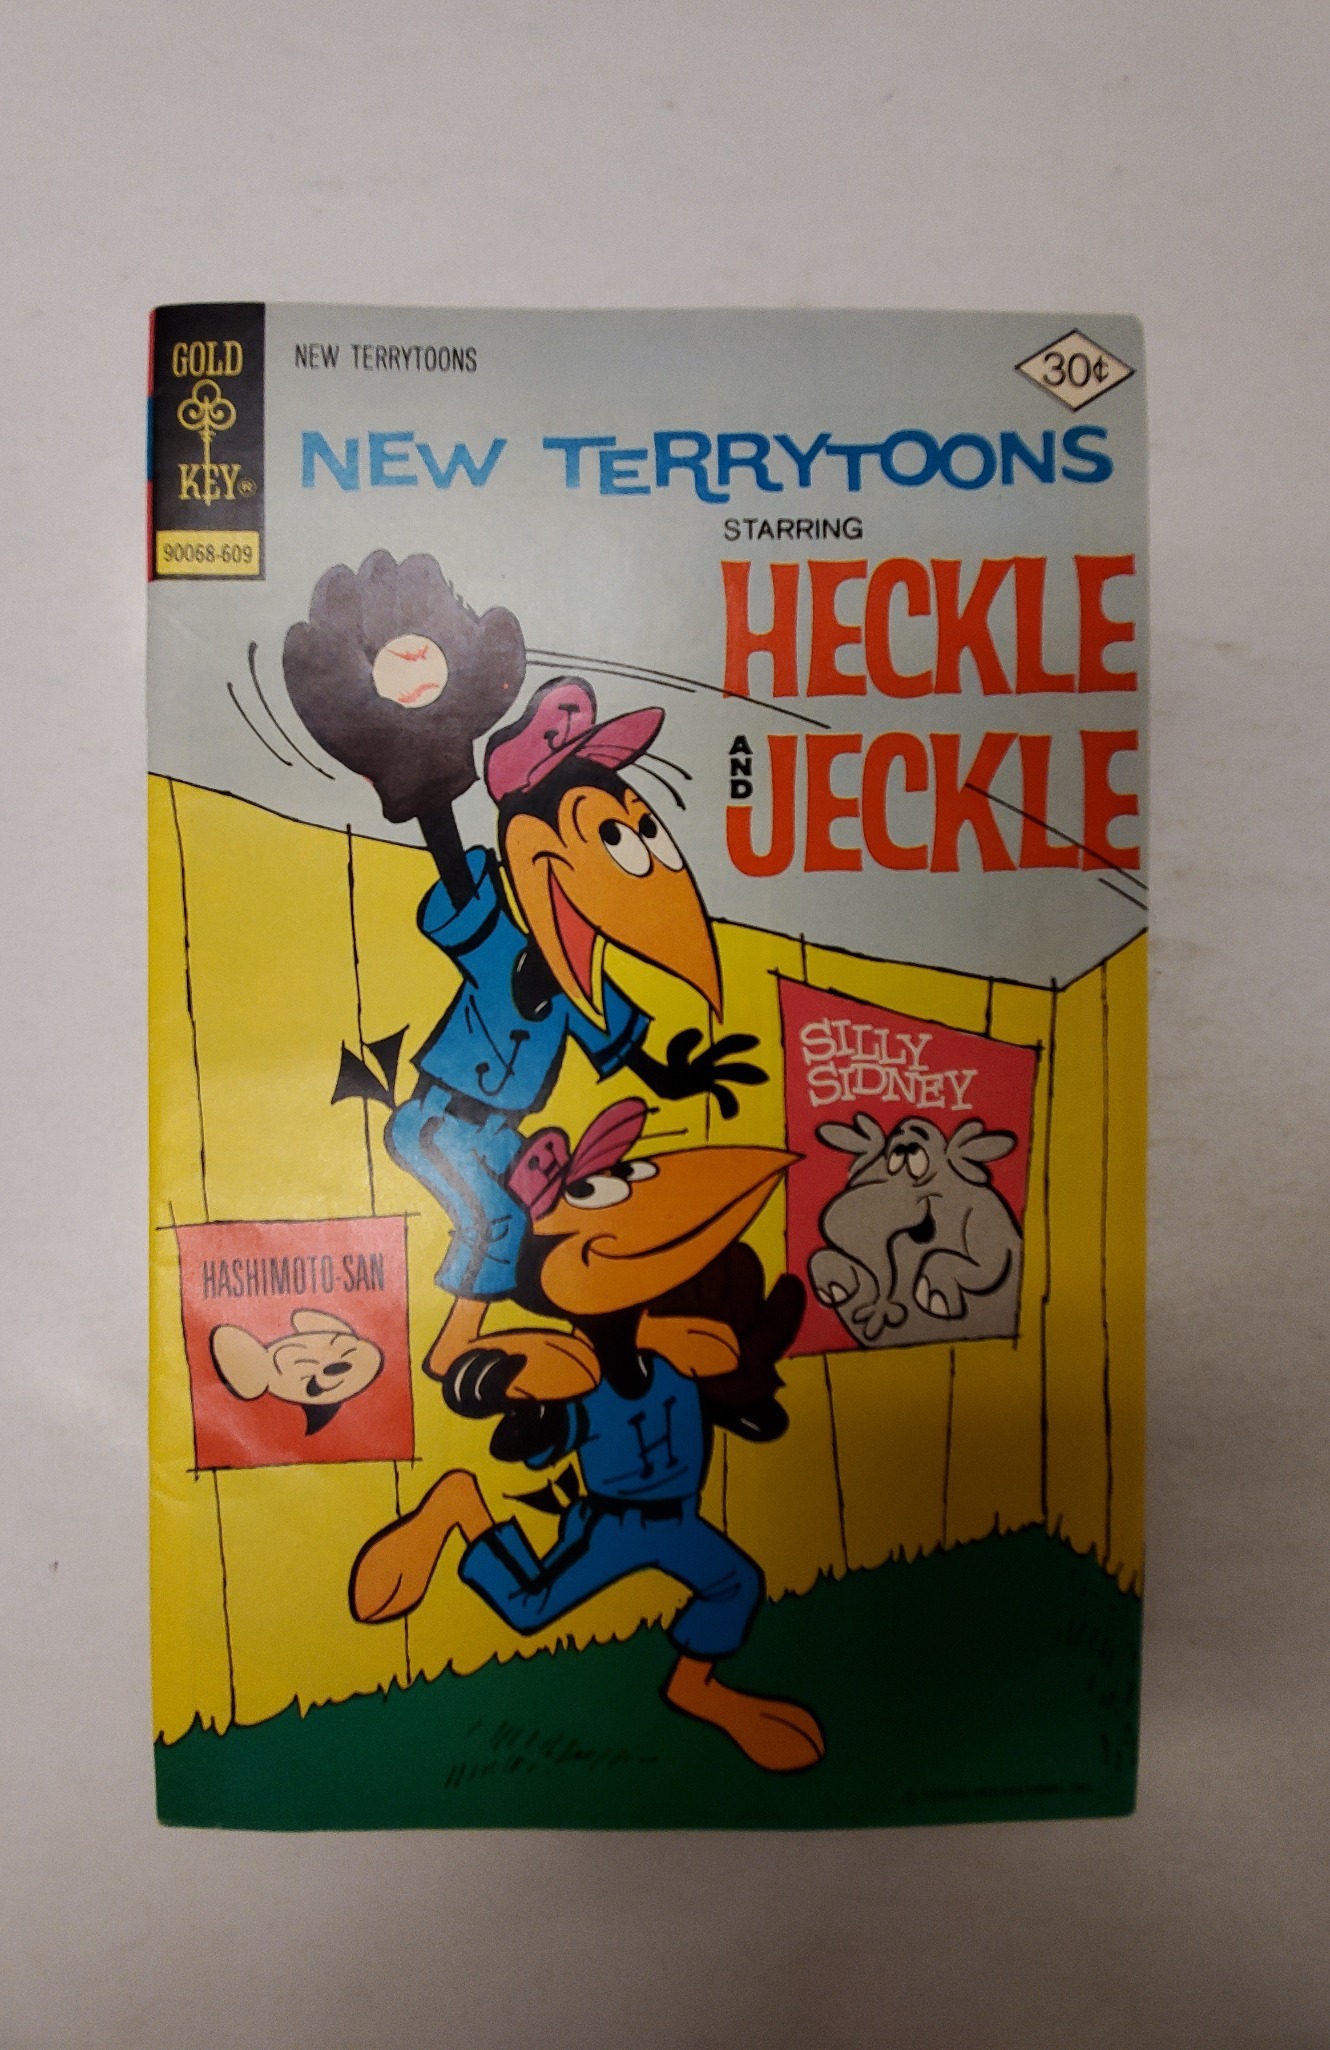 GOLD
KEY®
90068-609
NEW TERRYTOONS
30¢
NEW TERRYTOONS
STARRING
HECKLE
AND
JECKLE
J
J
SILLY
SIDNEY
H
HASHIMOTO-SAN
H